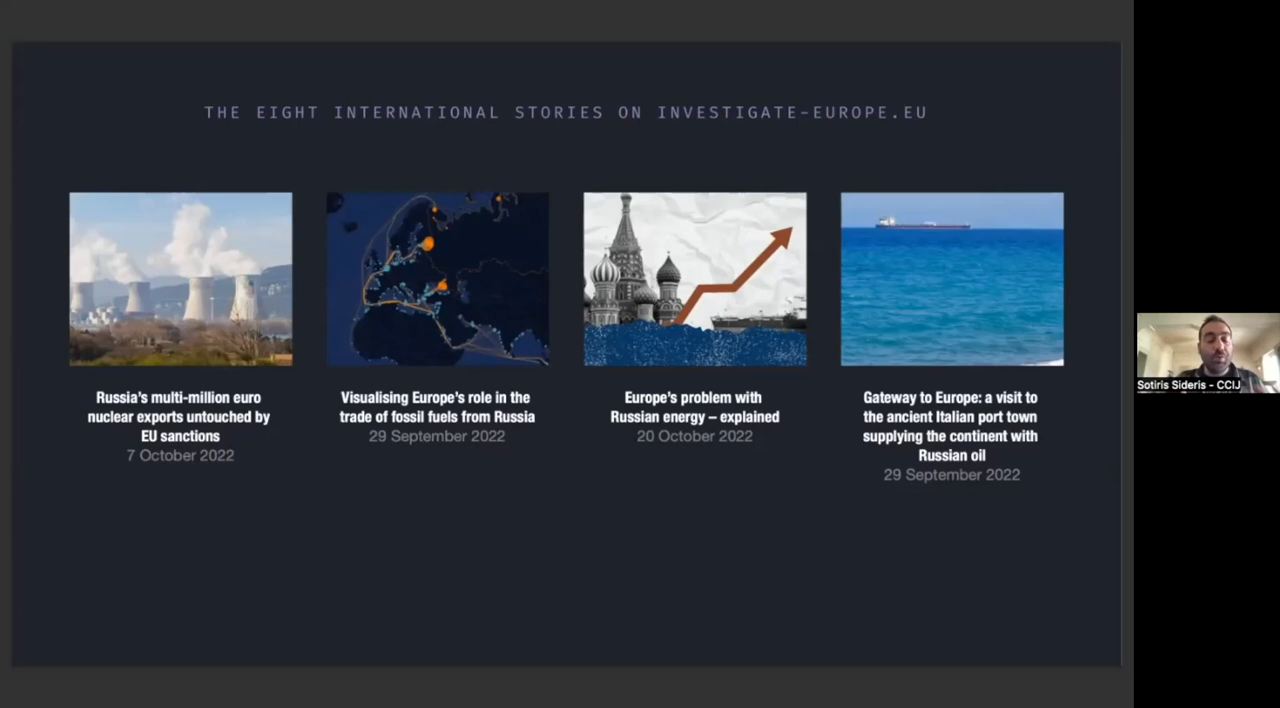 THE EIGHT INTERNATIONAL STORIES ON INVESTIGATE-EUROPE.EU
Russia's multi-million euro
nuclear exports untouched by
EU sanctions
7 October 2022
Visualising Europe's role in the
trade of fossil fuels from Russia
29 September 2022
Europe's problem with
Russian energy – explained
20 October 2022
Gateway to Europe: a visit to
the ancient Italian port town
supplying the continent with
Russian oil
29 September 2022
Sotiris Sideris - CCIJ